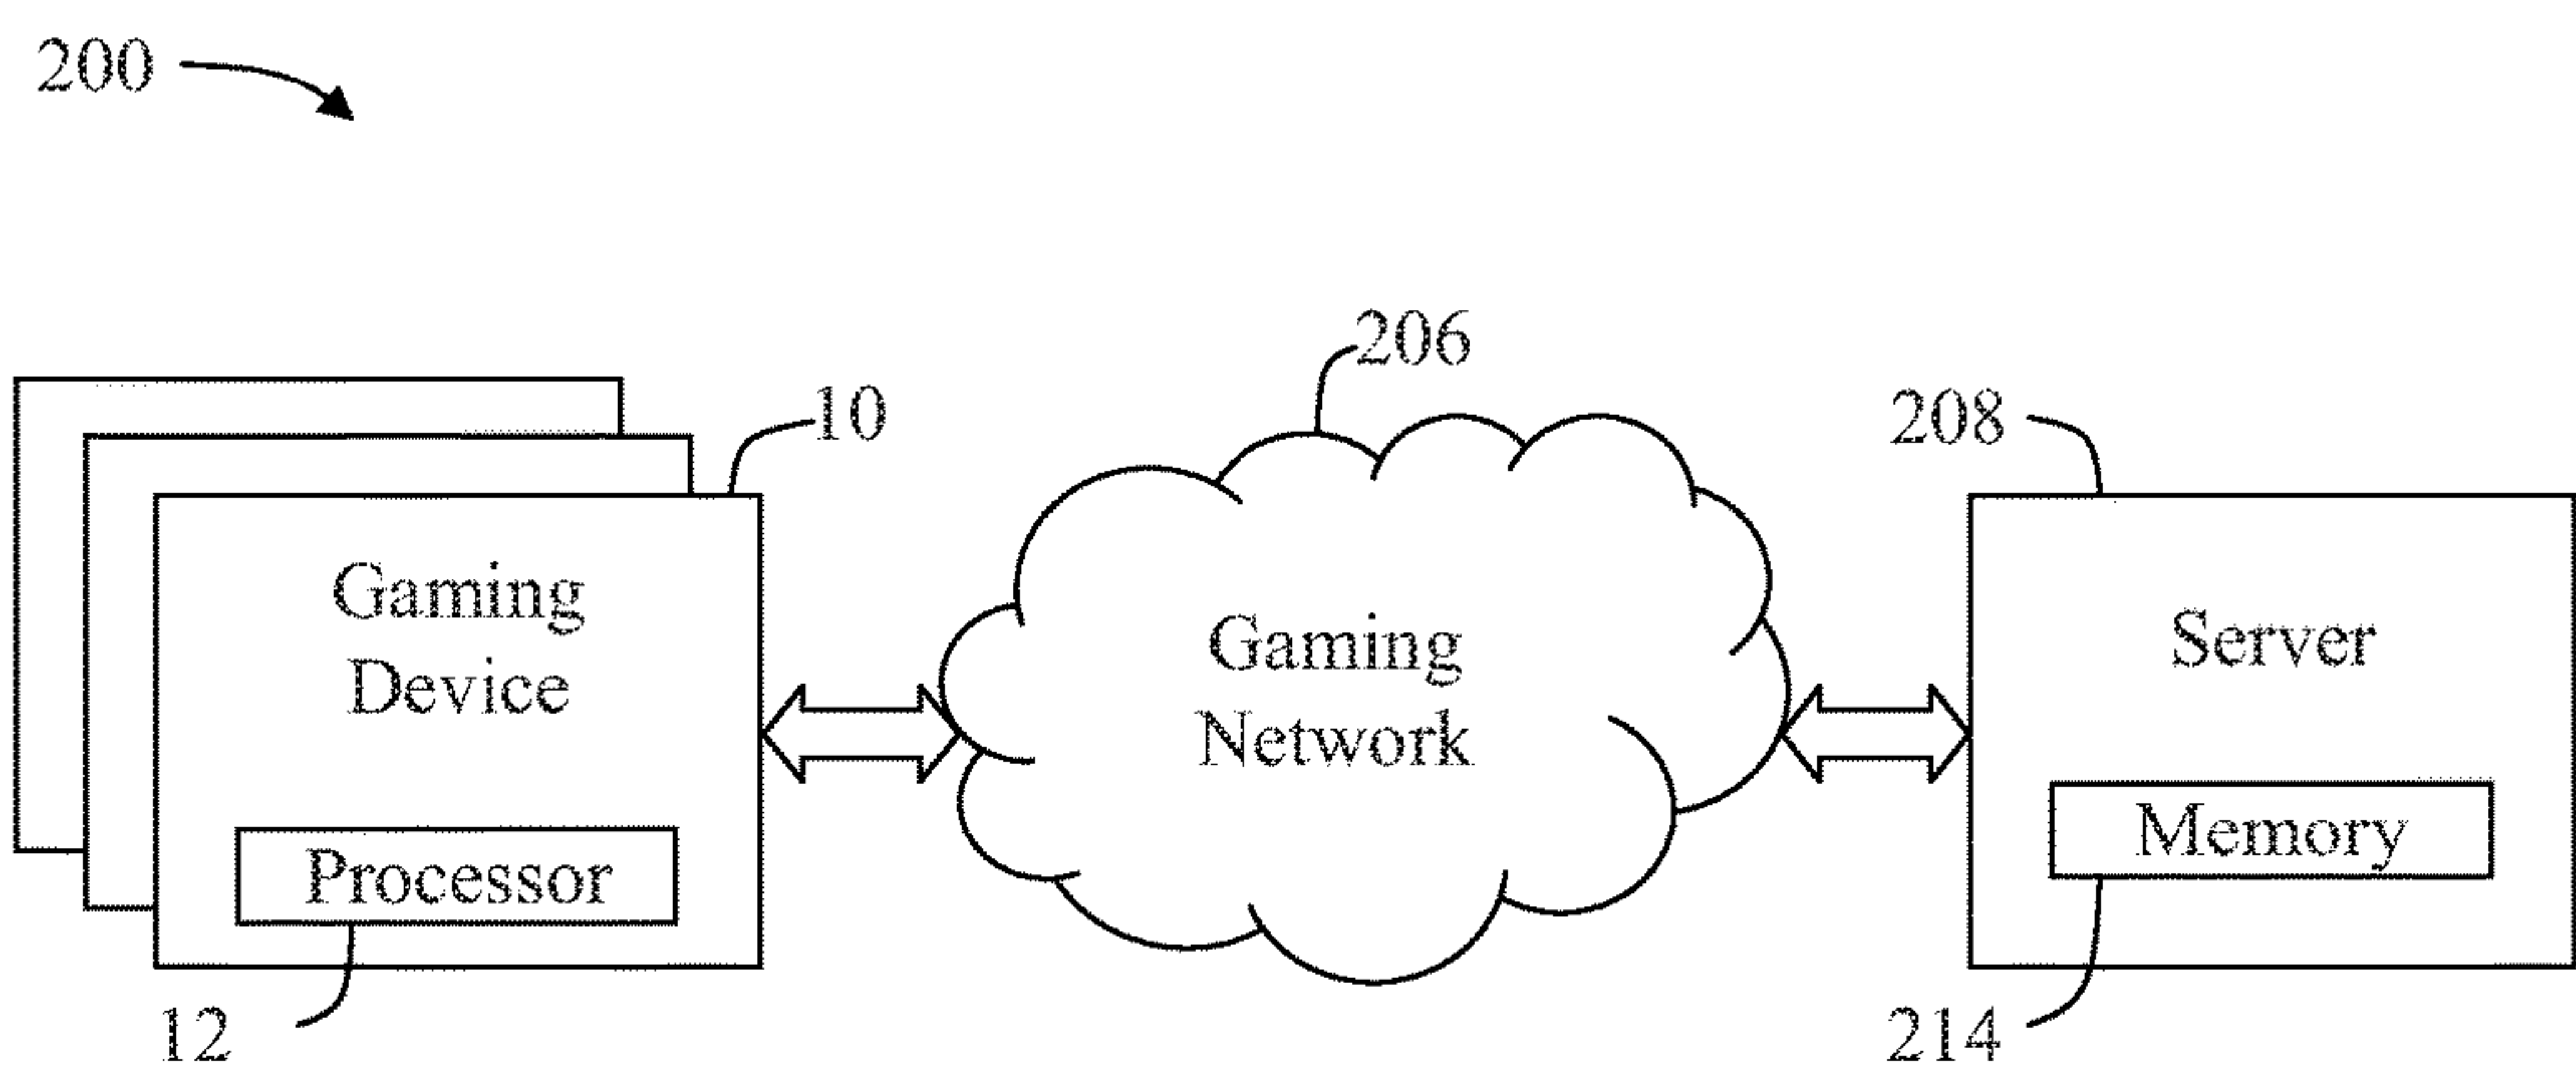 200
206
10
208
Gaming
Device
Gaming
Network
Server
Processor
Memory
12
214